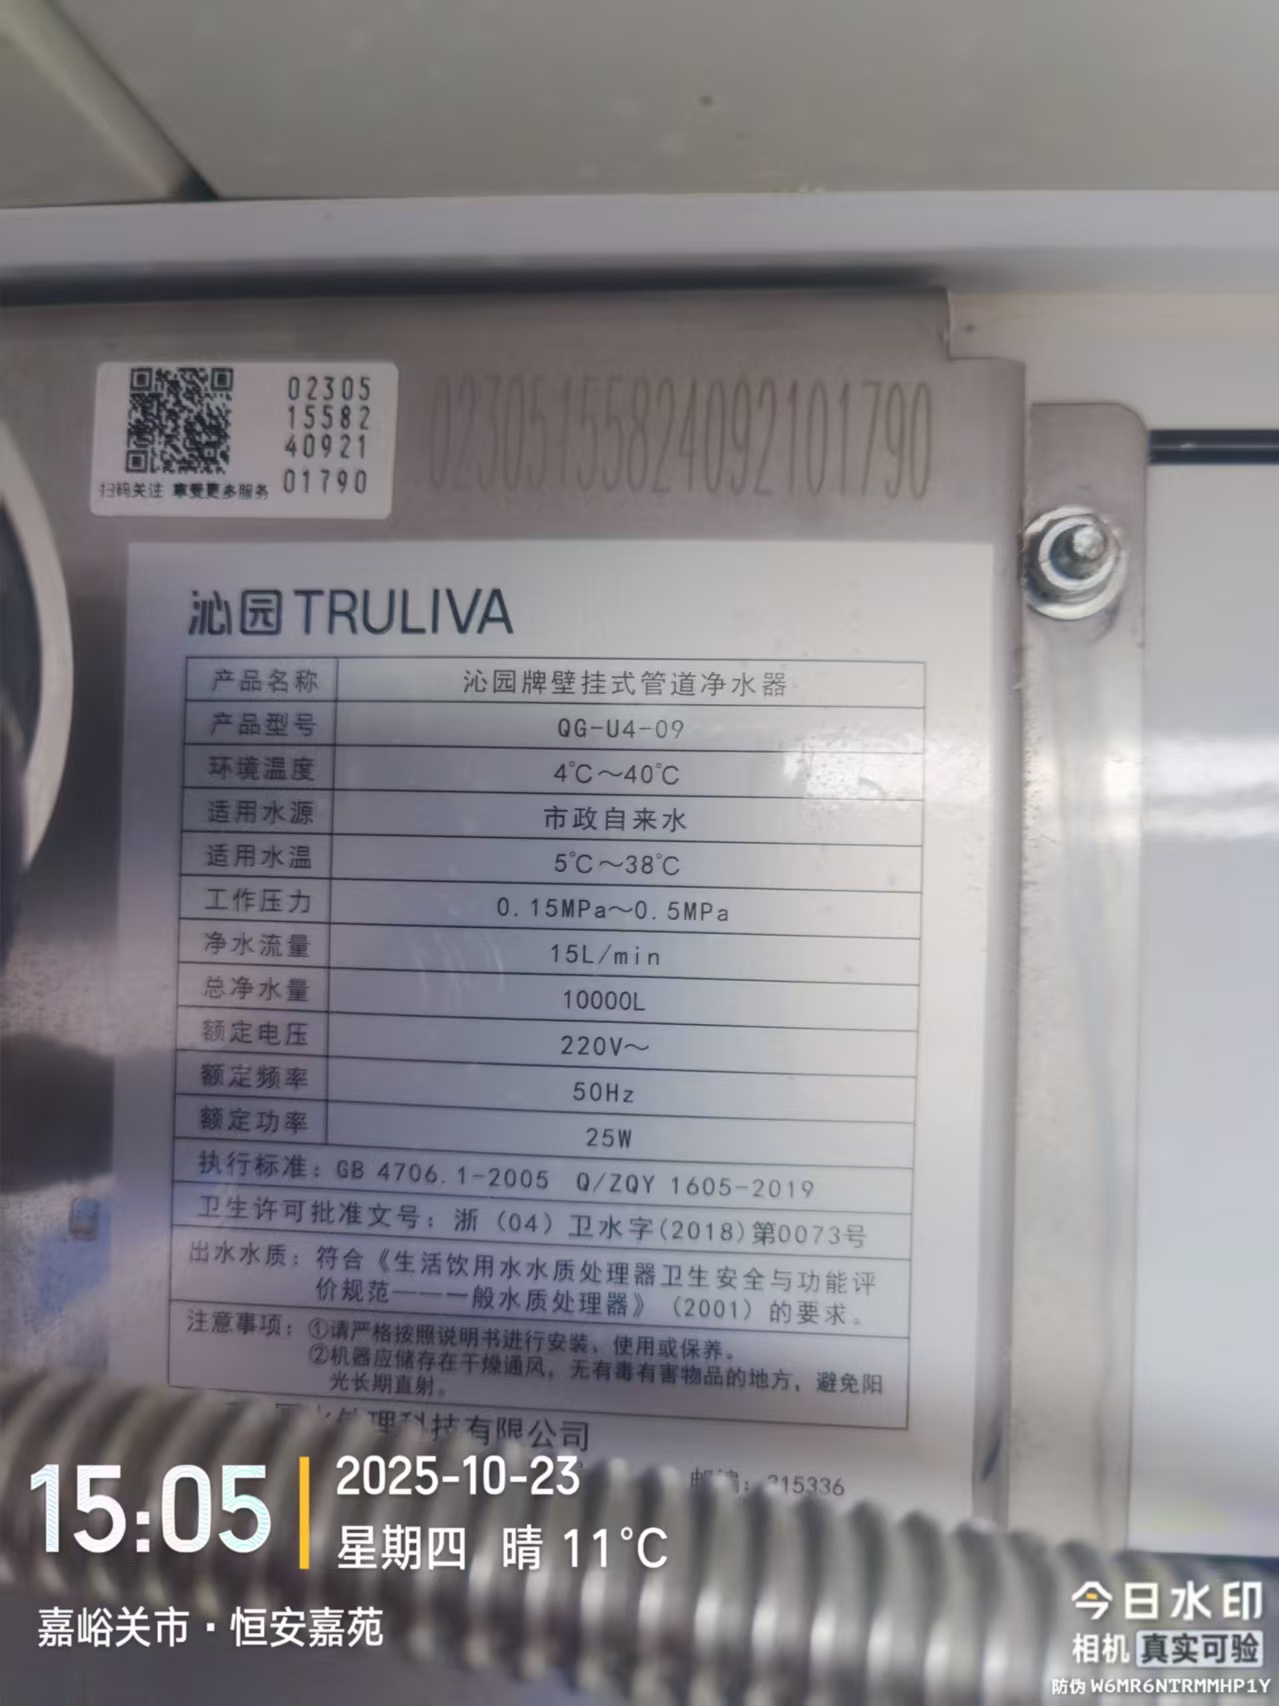 02305
15582
40921
01790
扫码关注 尊受更多服务
02305155824092101790
沁园TRULIVA
产品名称 沁园牌壁挂式管道净水器
产品型号 QG-U4-09
环境温度 4℃～40℃
适用水源 市政自来水
适用水温 5℃～38℃
工作压力 0.15MPa～0.5MPa
净水流量 15L/min
总净水量 10000L
额定电压 220V～
额定频率 50Hz
额定功率 25W
执行标准：GB 4706.1-2005 Q/ZQY 1605-2019
卫生许可批准文号：浙（04）卫水字(2018)第0073号
出水水质：符合《生活饮用水水质处理器卫生安全与功能评
价规范——一般水质处理器》（2001）的要求。
注意事项：①请严格按照说明书进行安装、使用或保养。
②机器应储存在干燥通风，无有毒有害物品的地方，避免阳
光长期直射。
水处理科技有限公司
邮编：315336
15:05
2025-10-23
星期四 晴 11°C
嘉峪关市·恒安嘉苑
今日水印
相机 真实可验
防伪 W6MR6NTRMMHP1Y